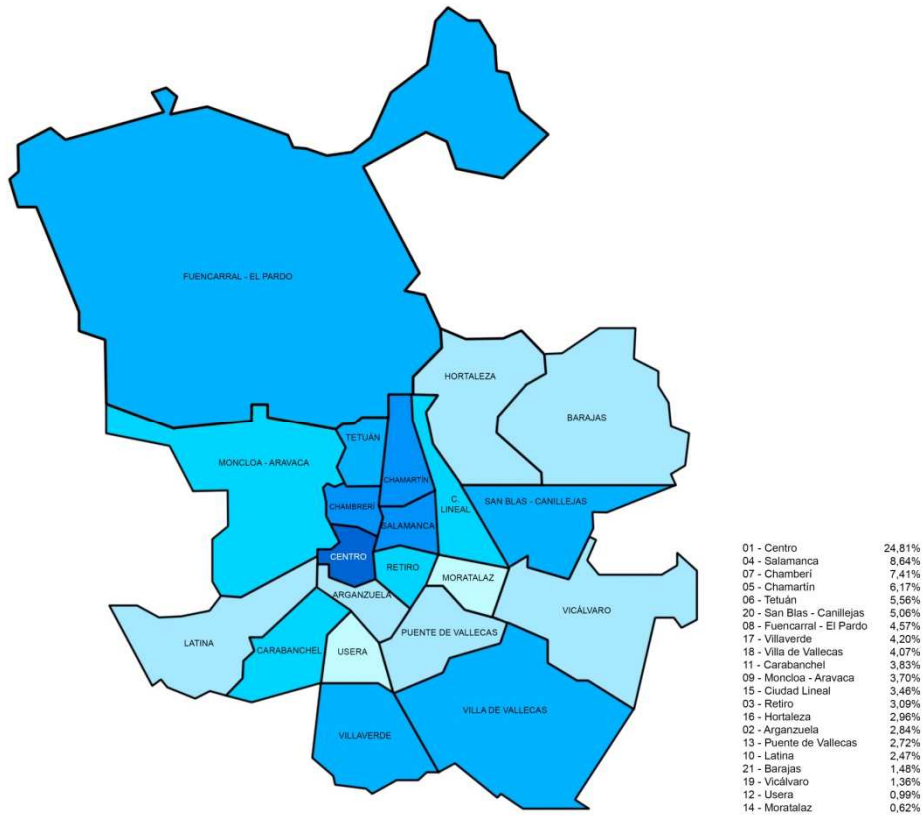 FUENCARRAL - EL PARDO
HORTALEZA
BARAJAS
TETUÁN
MONCLOA - ARAVACA
CHAMARTÍN
C.
LINEAL
SAN BLAS - CANILLEJAS
CHAMBRERÍ
SALAMANCA
CENTRO
RETIRO
MORATALAZ
ARGANZUELA
VICÁLVARO
LATINA
CARABANCHEL
USERA
PUENTE DE VALLECAS
VILLA DE VALLECAS
VILLAVERDE
01 - Centro 24,81%
04 - Salamanca 8,64%
07 - Chamberí 7,41%
05 - Chamartín 6,17%
06 - Tetuán 5,56%
20 - San Blas - Canillejas 5,06%
08 - Fuencarral - El Pardo 4,57%
17 - Villaverde 4,20%
18 - Villa de Vallecas 4,07%
11 - Carabanchel 3,83%
09 - Moncloa - Aravaca 3,70%
15 - Ciudad Lineal 3,46%
03 - Retiro 3,09%
16 - Hortaleza 2,96%
02 - Arganzuela 2,84%
13 - Puente de Vallecas 2,72%
10 - Latina 2,47%
21 - Barajas 1,48%
19 - Vicálvaro 1,36%
12 - Usera 0,99%
14 - Moratalaz 0,62%